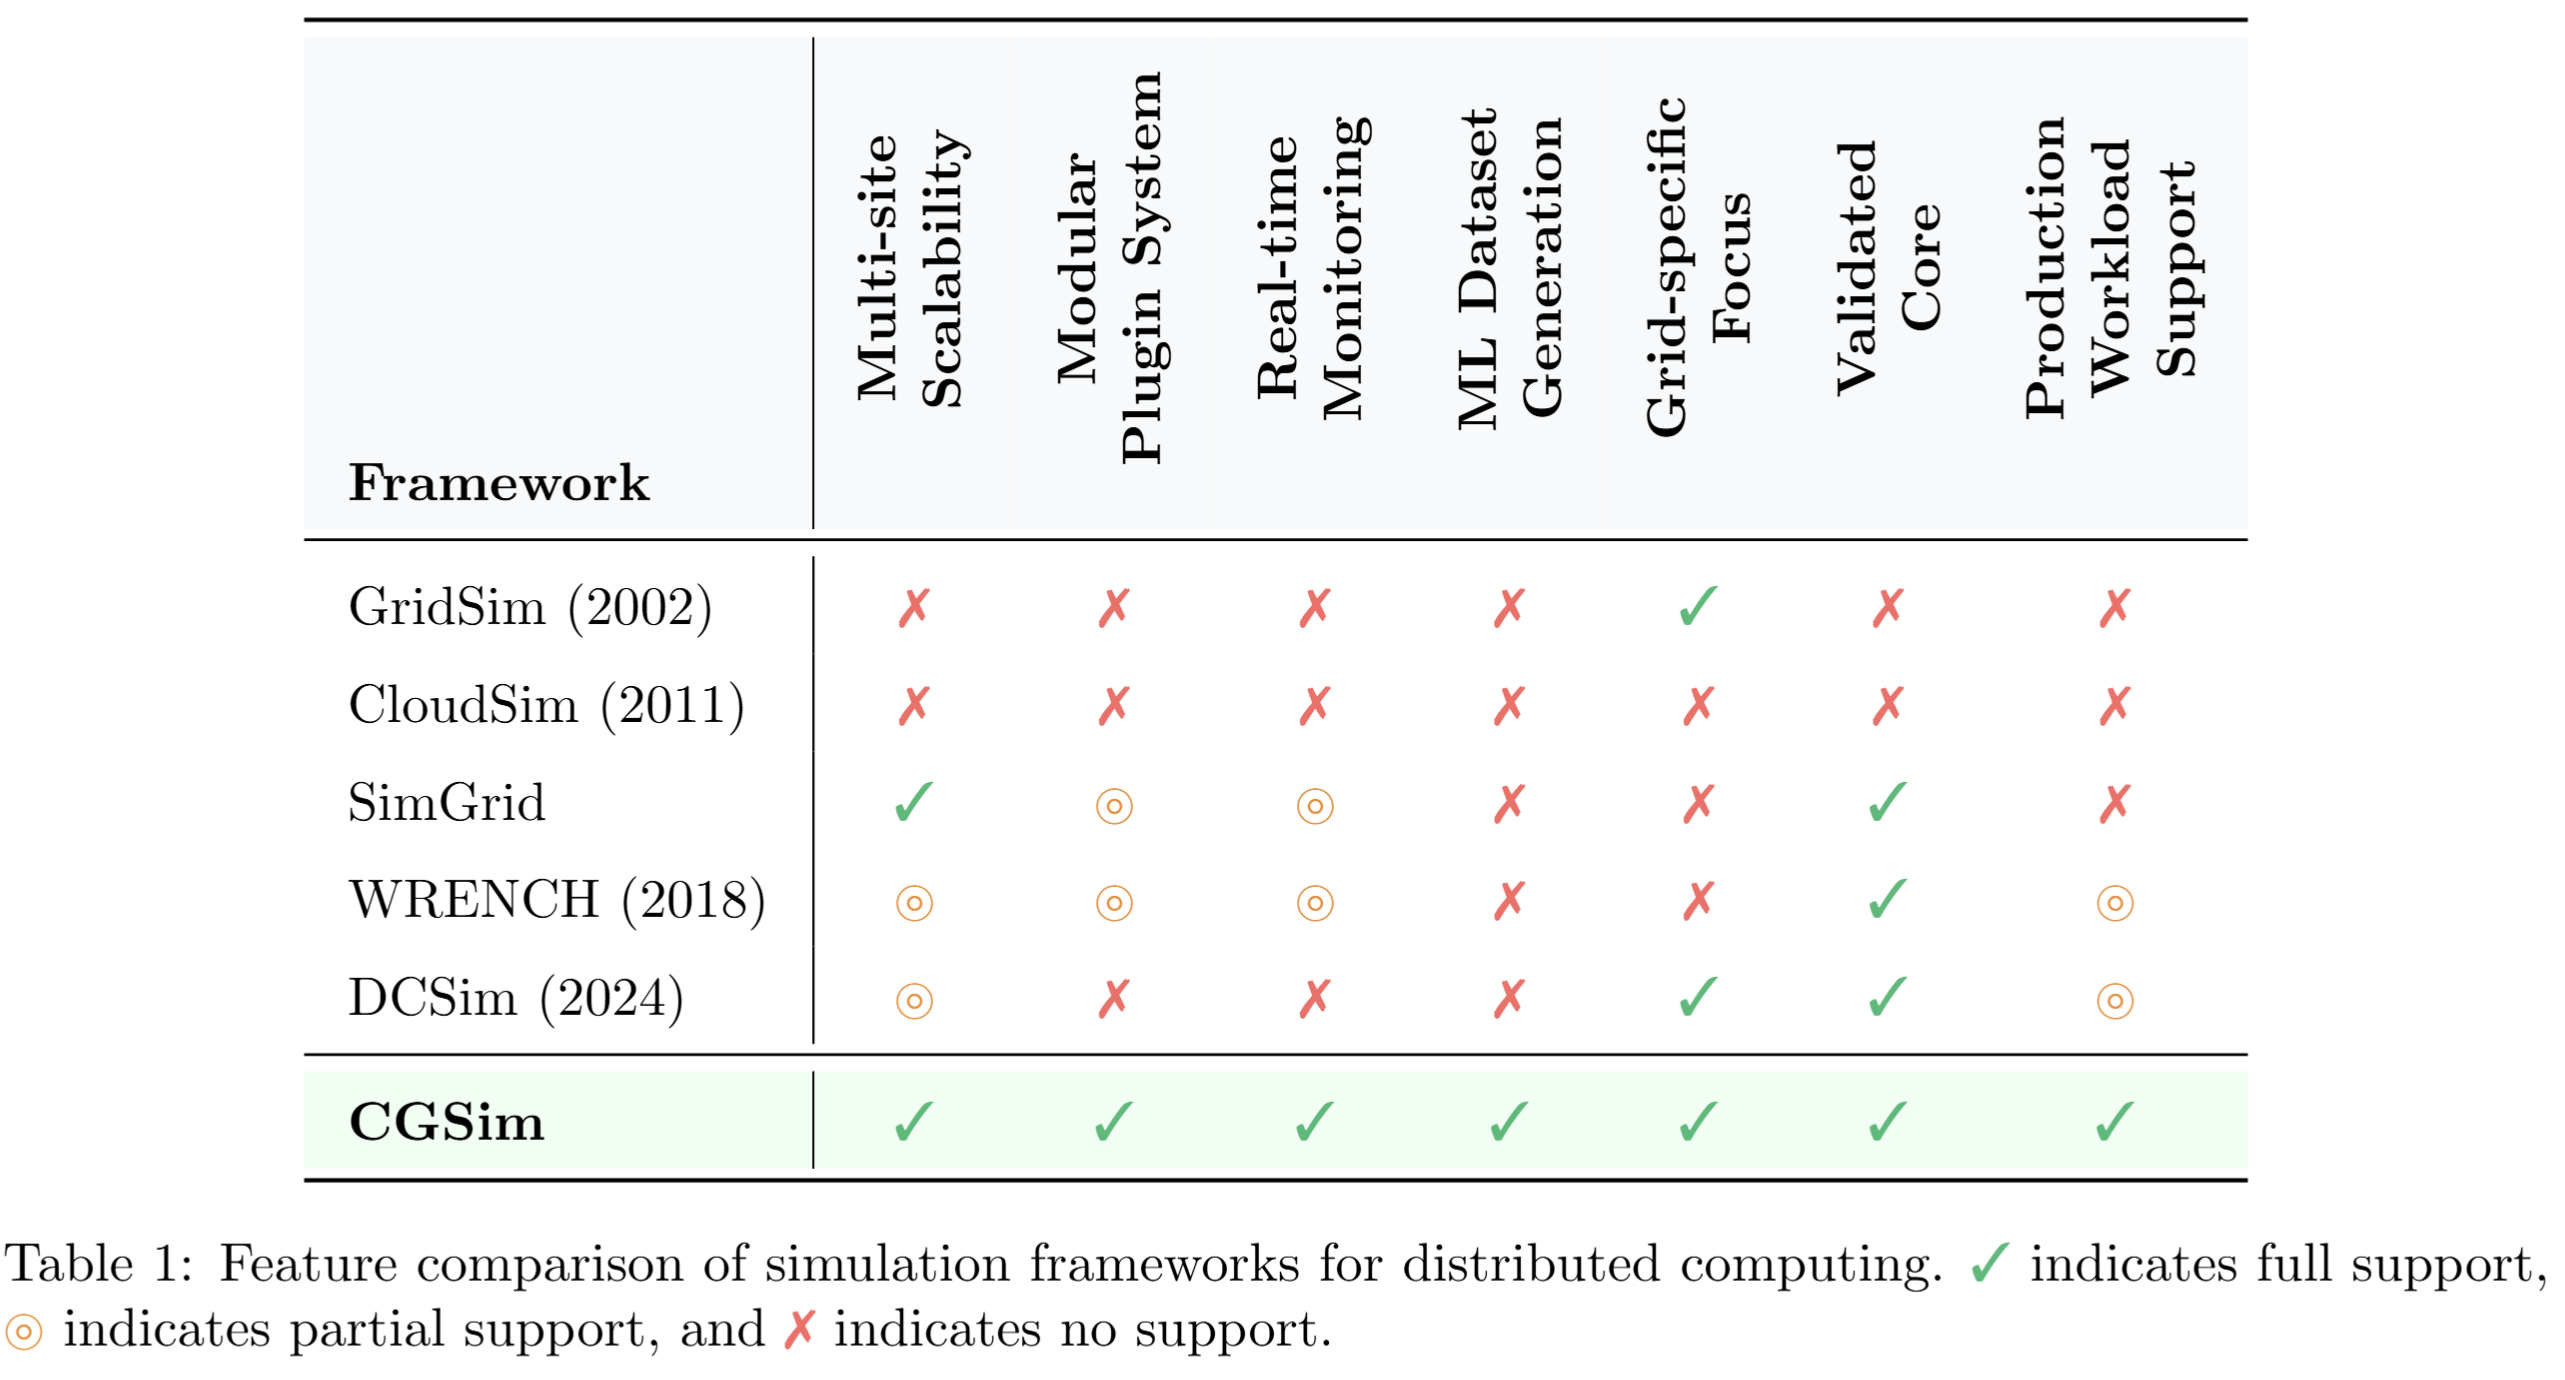 Framework
Multi-site
Scalability
Modular
Plugin System
Real-time
Monitoring
ML Dataset
Generation
Grid-specific
Focus
Validated
Core
Production
Workload
Support
GridSim (2002) ✗ ✗ ✗ ✗ ✓ ✗ ✗
CloudSim (2011) ✗ ✗ ✗ ✗ ✗ ✗ ✗
SimGrid ✓ ◎ ◎ ✗ ✗ ✓ ✗
WRENCH (2018) ◎ ◎ ◎ ✗ ✗ ✓ ◎
DCSim (2024) ◎ ✗ ✗ ✗ ✓ ✓ ◎
CGSim ✓ ✓ ✓ ✓ ✓ ✓ ✓
Table 1: Feature comparison of simulation frameworks for distributed computing. ✓ indicates full support,
◎ indicates partial support, and ✗ indicates no support.